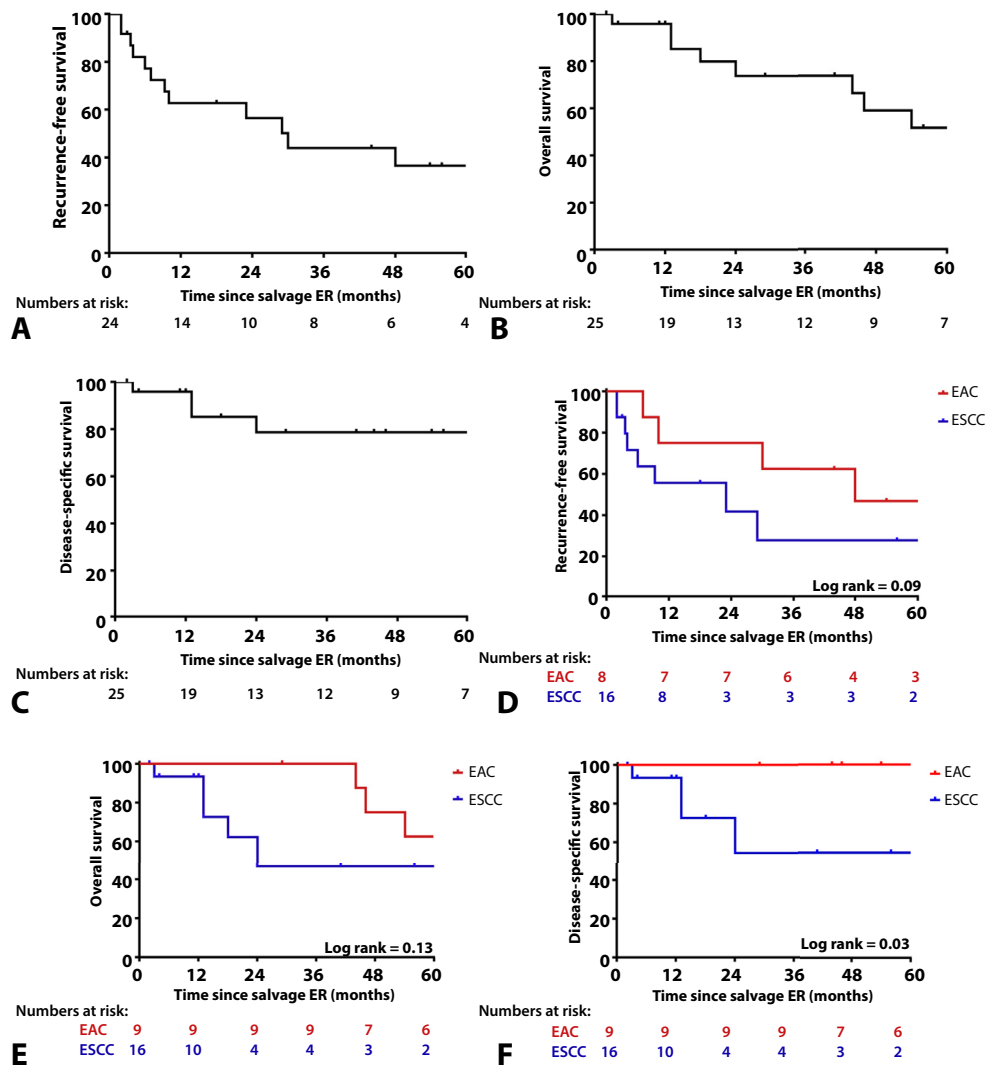 Recurrence-free survival
100
80
60
40
20
0
12 24 36 48 60
Time since salvage ER (months)
Numbers at risk:
24 14 10 8 6 4
A
Overall survival
100
80
60
40
20
0
0 12 24 36 48 60
Time since salvage ER (months)
Numbers at risk:
25 19 13 12 9 7
B
Disease-specific survival
100
80
60
40
20
0
0 12 24 36 48 60
Time since salvage ER (months)
Numbers at risk:
25 19 13 12 9 7
C
Recurrence-free survival
100
80
60
40
20
0
EAC
ESCC
Log rank = 0.09
0 12 24 36 48 60
Time since salvage ER (months)
Numbers at risk:
EAC 8 7 7 6 4 3
ESCC 16 8 3 3 3 2
D
Overall survival
100
80
60
40
20
0
EAC
ESCC
Log rank = 0.13
0 12 24 36 48 60
Time since salvage ER (months)
Numbers at risk:
EAC 9 9 9 9 7 6
ESCC 16 10 4 4 3 2
E
Disease-specific survival
100
80
60
40
20
0
EAC
ESCC
Log rank = 0.03
0 12 24 36 48 60
Time since salvage ER (months)
Numbers at risk:
EAC 9 9 9 9 7 6
ESCC 16 10 4 4 3 2
F